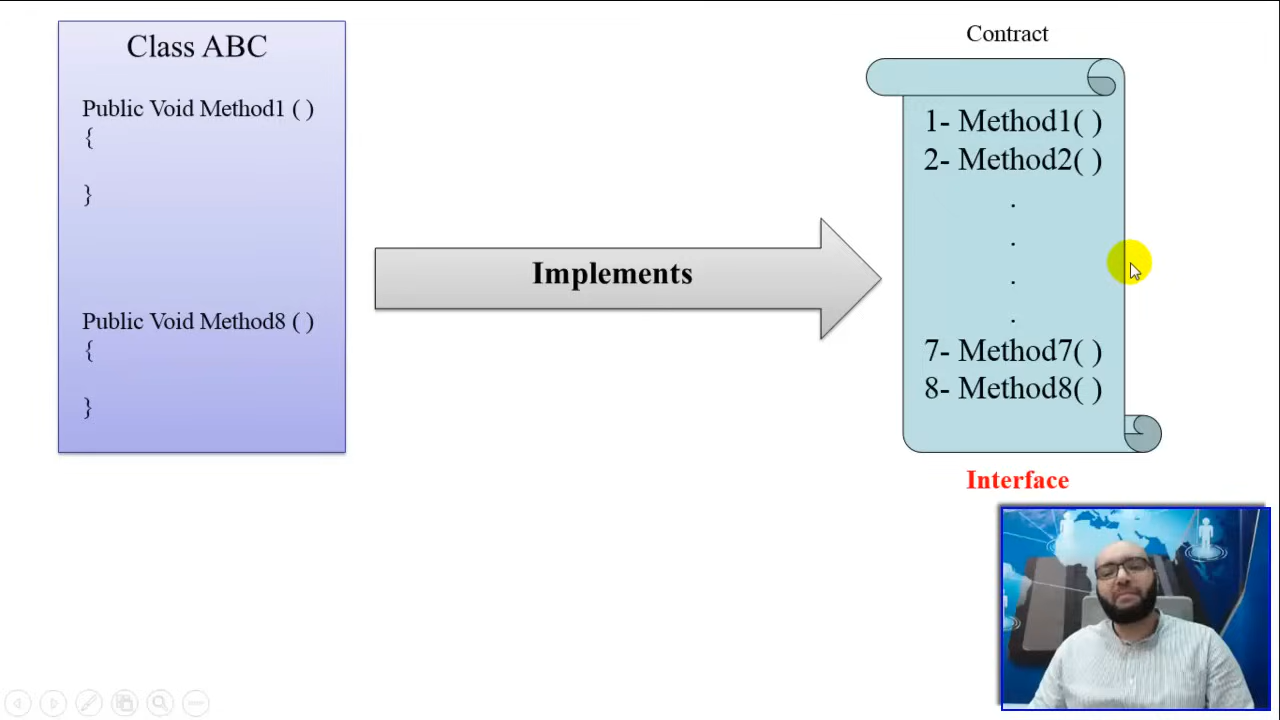 Class ABC
Public Void Method1 ( )
{
}
Public Void Method8 ( )
{
}
Implements
Contract
1- Method1( )
2- Method2( )
.
.
.
.
7- Method7( )
8- Method8( )
Interface